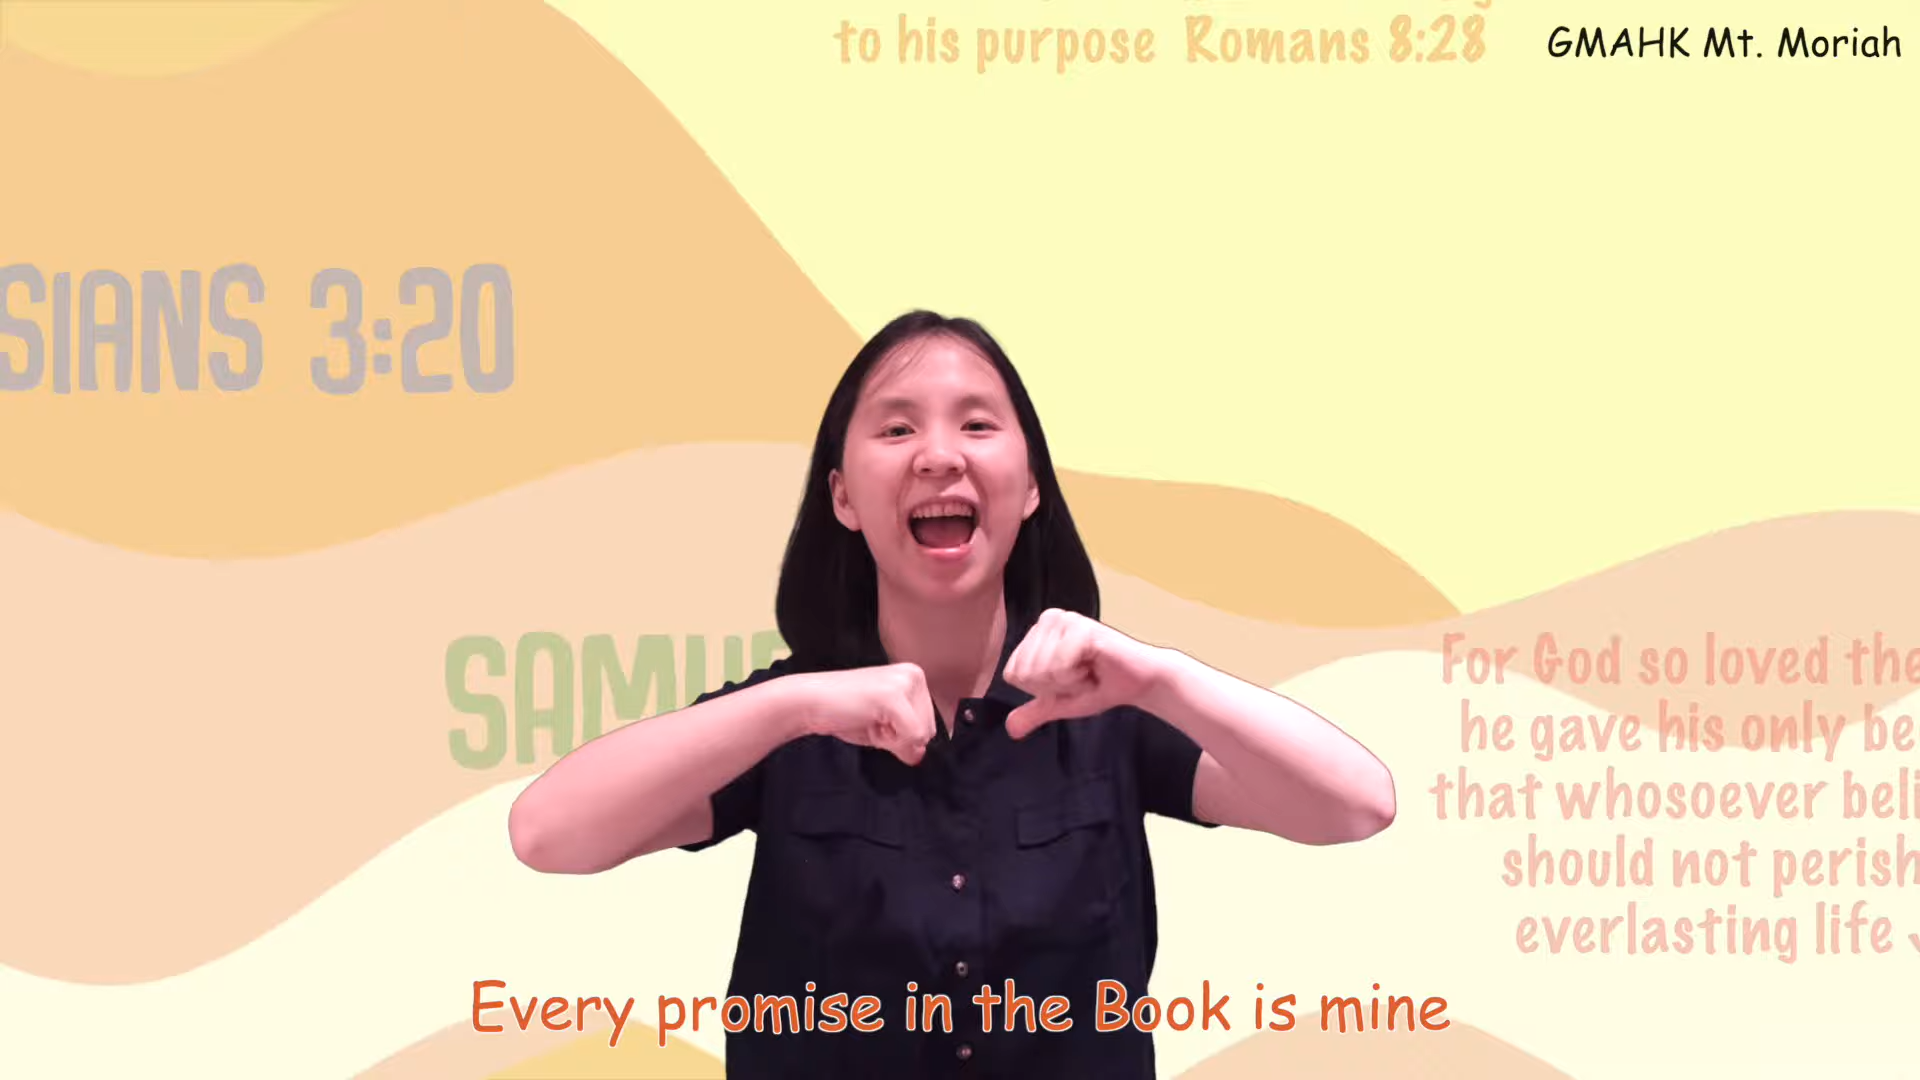 to his purpose Romans 8:28
GMAHK Mt. Moriah
SIANS 3:20
SAMU
For God so loved the
he gave his only be
that whosoever beli
should not perish
everlasting life
Every promise in the Book is mine